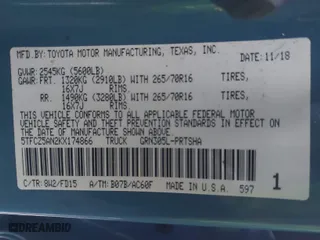 MFD.BY:TOYOTA MOTOR MANUFACTURING, TEXAS, INC.
GVWR:2545KG (5600LB) DATE: 11/18
GAWR:FRT. 1320KG (2910LB) WITH 265/70R16 TIRES,
16X7J RIMS
RR. 1490KG (3280LB) WITH 265/70R16 TIRES,
16X7J RIMS
THIS VEHICLE CONFORMS TO ALL APPLICABLE FEDERAL MOTOR
VEHICLE SAFETY AND THEFT PREVENTION STANDARDS IN EFFECT
ON THE DATE OF MANUFACTURE SHOWN ABOVE.
5TFCZ5AN2KX174866 TRUCK GRN305L-PRTSHA
C/TR:8W2/FD15 A/TM:B07B/AC60F MADE IN U.S.A. 597 1